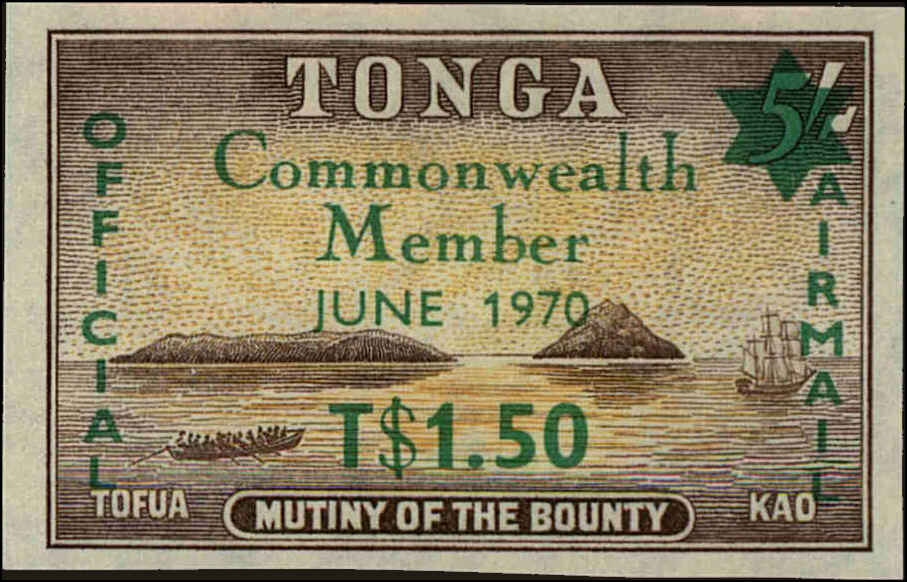 TONGA
5/-
OFFICIAL
Commonwealth
Member
JUNE 1970
AIRMAIL
T$1.50
TOFUA
MUTINY OF THE BOUNTY
KAO